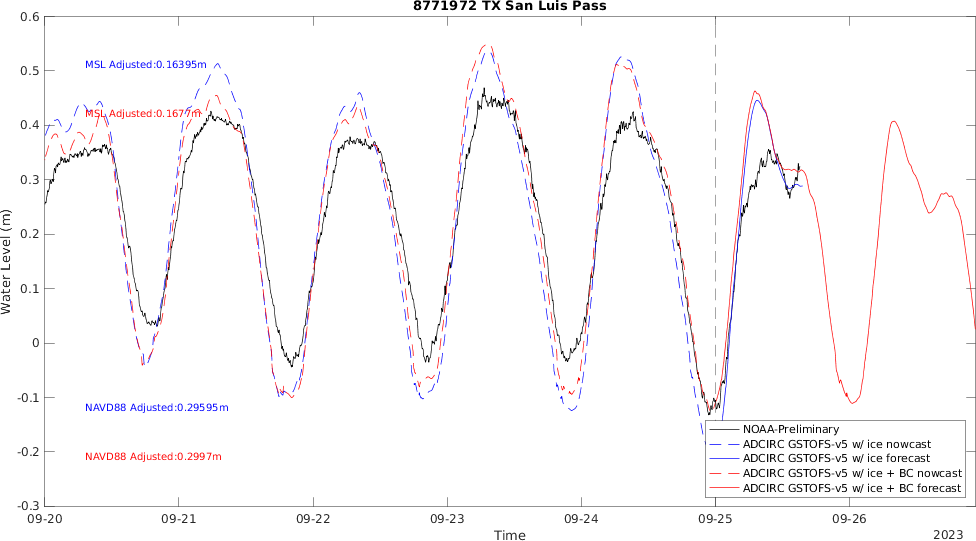 8771972 TX San Luis Pass
0.6
0.5
0.4
0.3
0.2
0.1
0
-0.1
-0.2
-0.3
Water Level (m)
MSL Adjusted:0.16395m
MSL Adjusted:0.1677m
NAVD88 Adjusted:0.29595m
NAVD88 Adjusted:0.2997m
NOAA-Preliminary
ADCIRC GSTOFS-v5 w/ ice nowcast
ADCIRC GSTOFS-v5 w/ ice forecast
ADCIRC GSTOFS-v5 w/ ice + BC nowcast
ADCIRC GSTOFS-v5 w/ ice + BC forecast
09-20 09-21 09-22 09-23 09-24 09-25 09-26
Time
2023